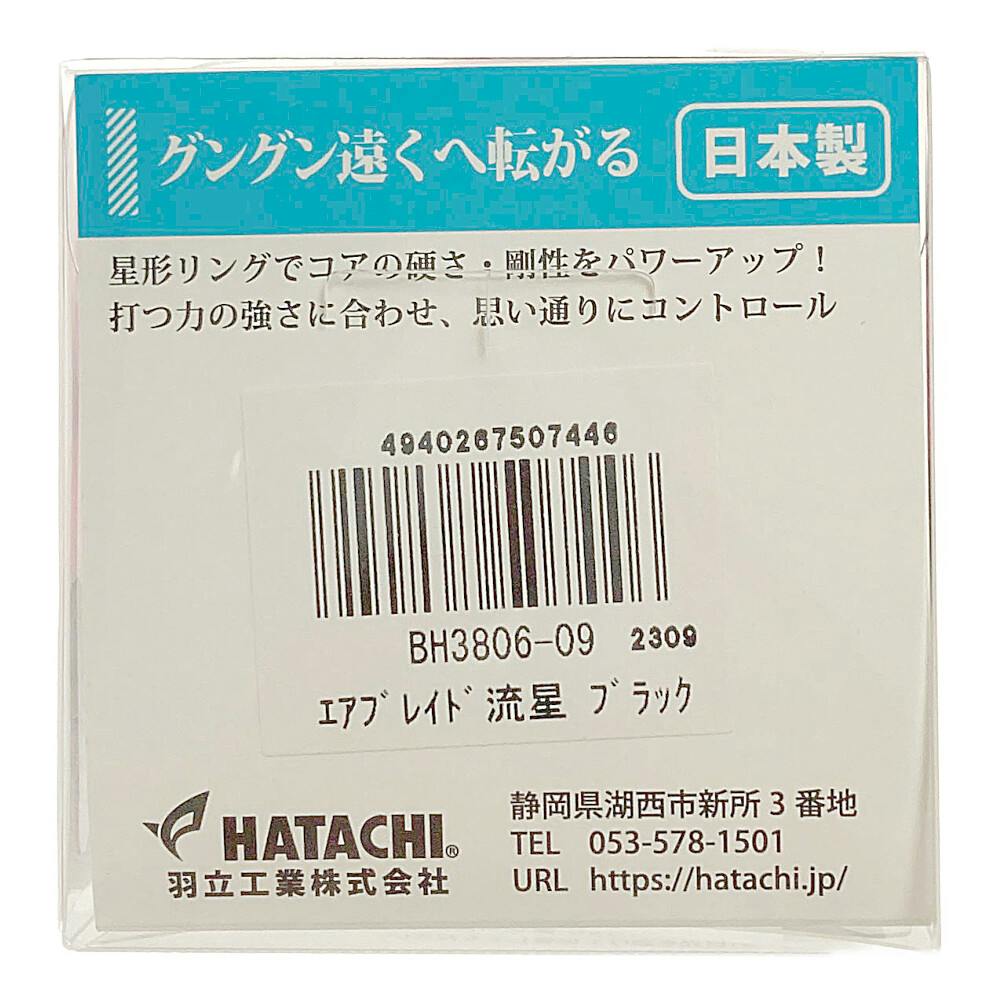 グングン遠くへ転がる
日本製
星形リングでコアの硬さ・剛性をパワーアップ!
打つ力の強さに合わせ、思い通りにコントロール
4940267507446
BH3806-09 2309
ｴｱﾌﾞﾚｲﾄﾞ流星 ﾌﾞﾗｯｸ
HATACHI®
羽立工業株式会社
静岡県湖西市新所3番地
TEL 053-578-1501
URL https://hatachi.jp/